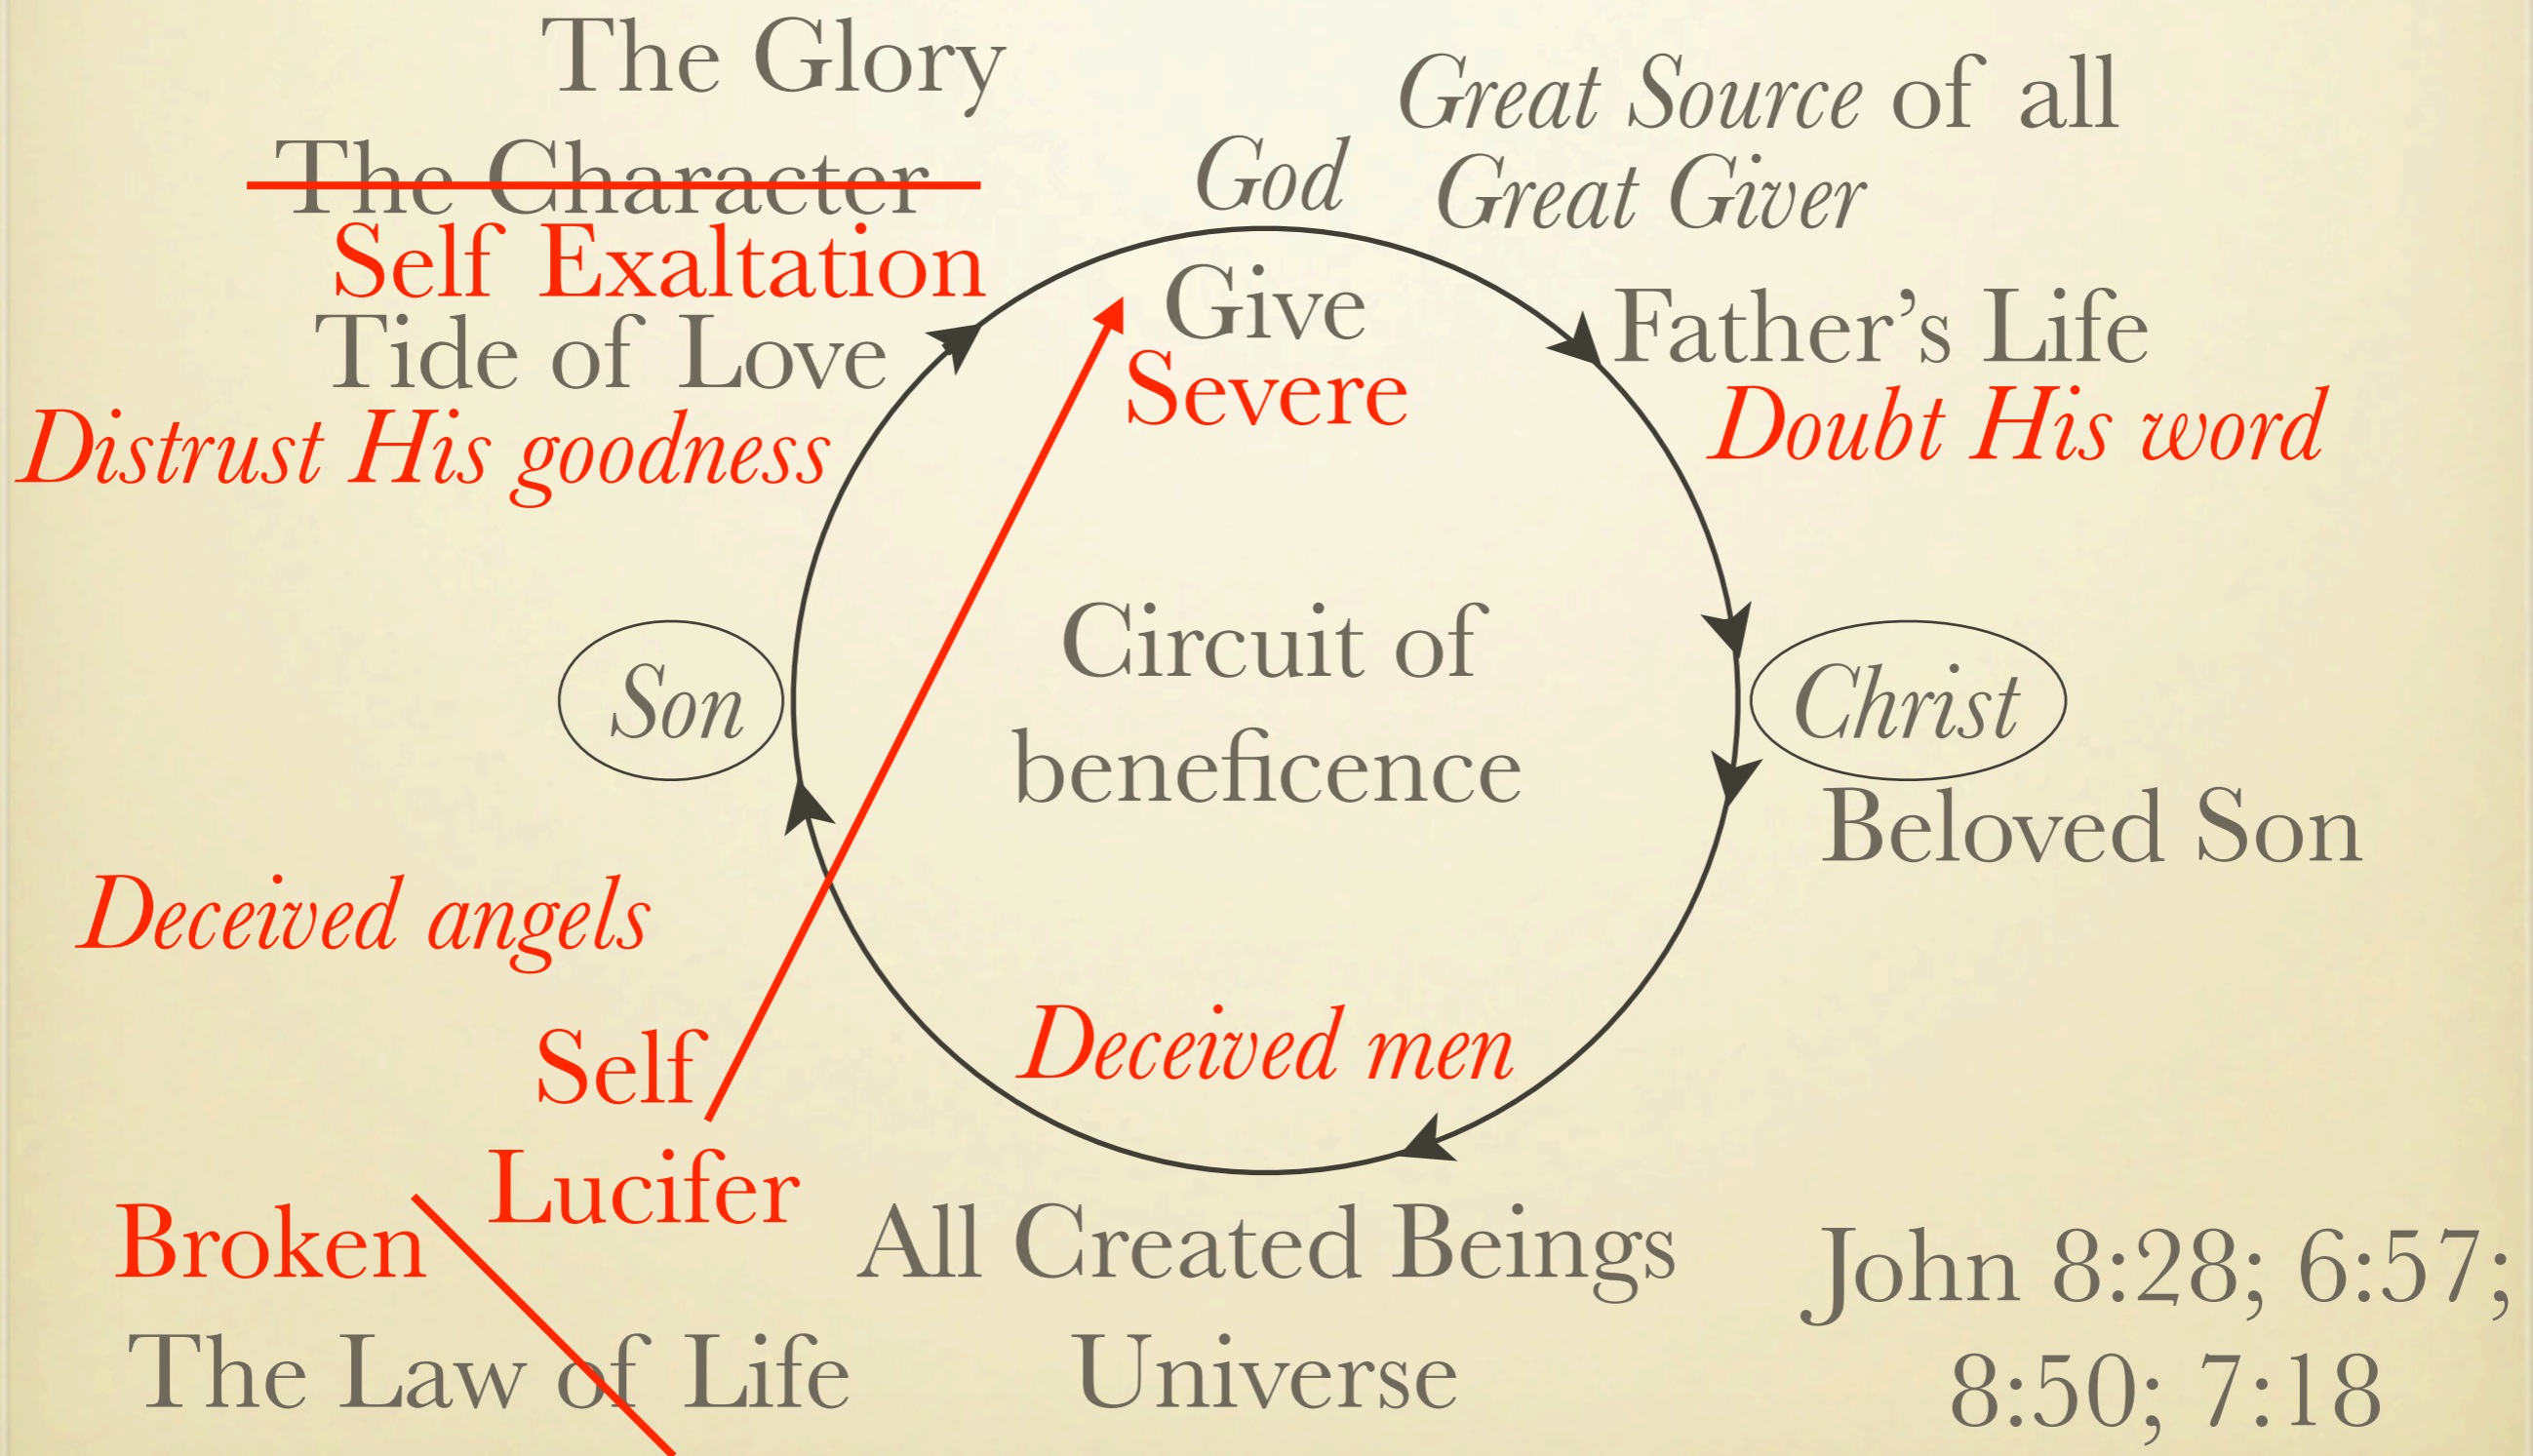 The Glory
The Character
Self Exaltation
Tide of Love
Distrust His goodness
God
Great Source of all
Great Giver
Give
Severe
Father’s Life
Doubt His word
Son
Circuit of
beneficence
Christ
Beloved Son
Deceived angels
Deceived men
Self
Lucifer
Broken
The Law of Life
All Created Beings
Universe
John 8:28; 6:57;
8:50; 7:18